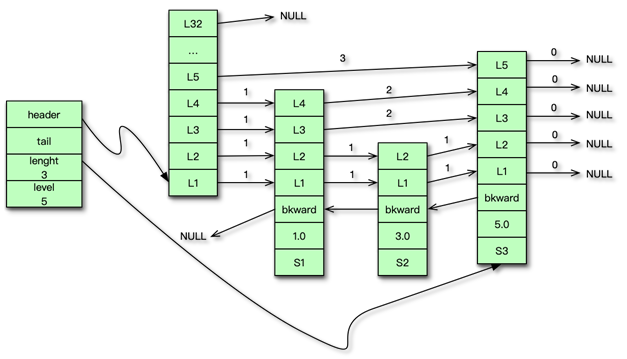 header
tail
lenght
3
level
5
L32
...
L5
L4
L3
L2
L1
NULL
3
1
1
1
1
L4
L3
L2
L1
bkward
1.0
S1
NULL
2
2
1
1
L2
L1
bkward
3.0
S2
1
1
L5
L4
L3
L2
L1
bkward
5.0
S3
0
NULL
0
NULL
0
NULL
0
NULL
0
NULL